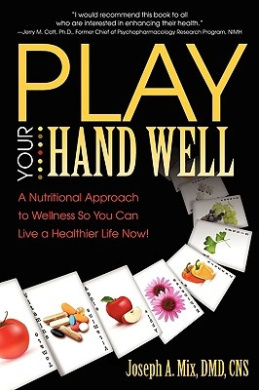 "I would recommend this book to all
who are interested in enhancing their health."
—Jerry M. Cott, Ph.D., Former Chief of Psychopharmacology Research Program, NIMH
PLAY
YOUR
HAND WELL
A Nutritional Approach
to Wellness So You Can
Live a Healthier Life Now!
Joseph A. Mix, DMD, CNS